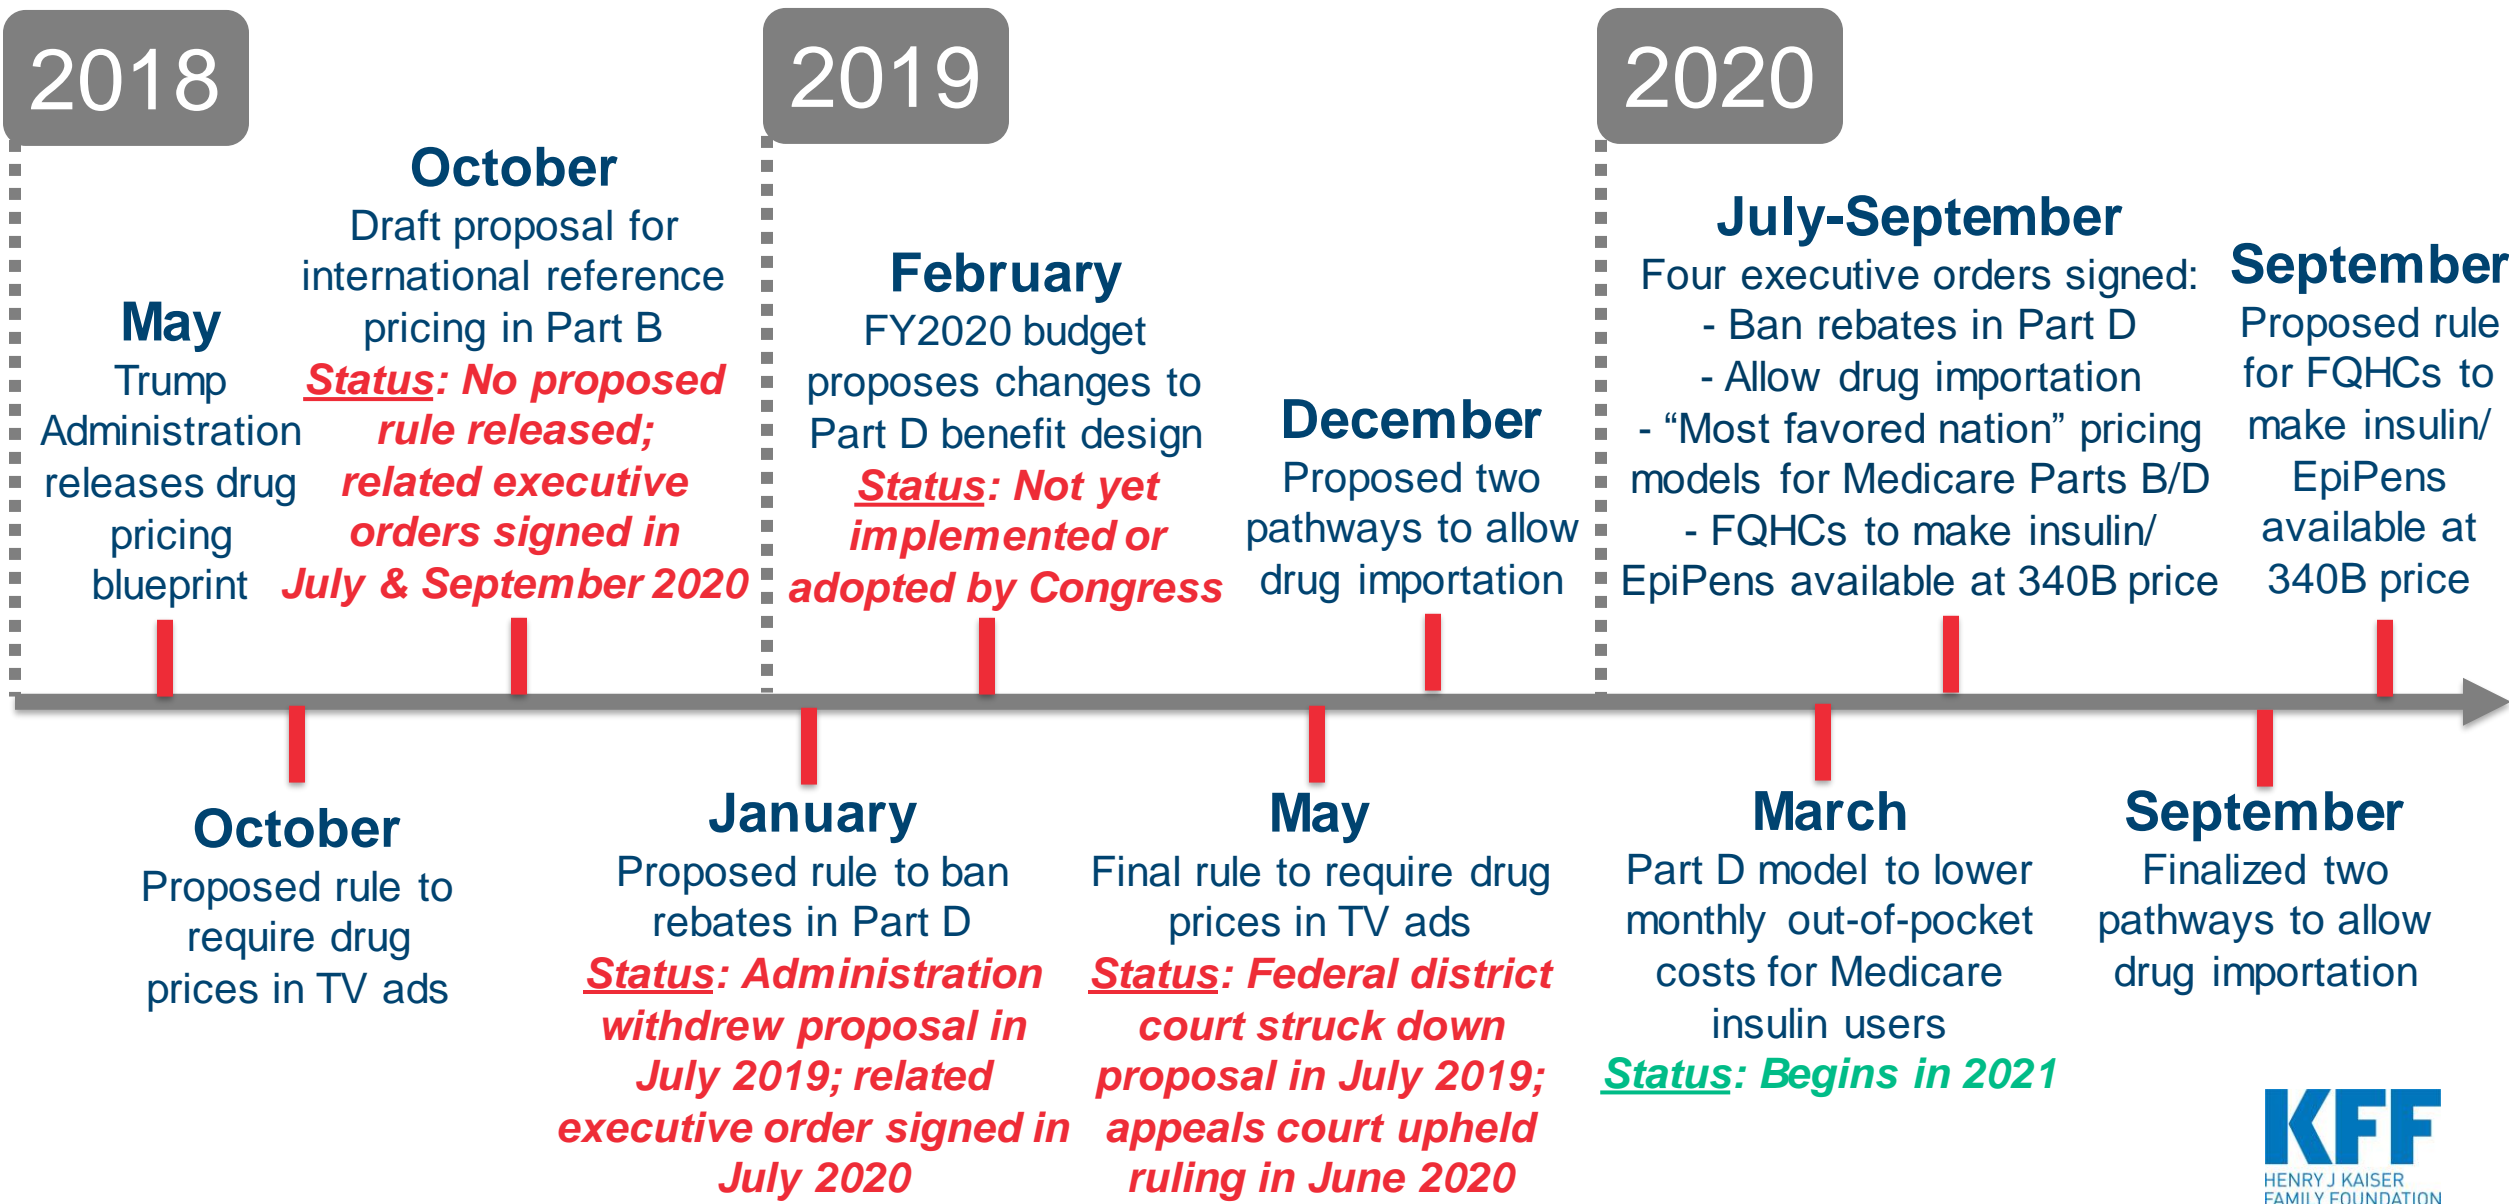 2018
May
Trump
Administration
releases drug
pricing
blueprint
October
Proposed rule to
require drug
prices in TV ads
October
Draft proposal for
international reference
pricing in Part B
Status: No proposed
rule released;
related executive
orders signed in
July & September 2020
2019
January
Proposed rule to ban
rebates in Part D
Status: Administration
withdrew proposal in
July 2019; related
executive order signed in
July 2020
February
FY2020 budget
proposes changes to
Part D benefit design
Status: Not yet
implemented or
adopted by Congress
May
Final rule to require drug
prices in TV ads
Status: Federal district
court struck down
proposal in July 2019;
appeals court upheld
ruling in June 2020
December
Proposed two
pathways to allow
drug importation
2020
March
Part D model to lower
monthly out-of-pocket
costs for Medicare
insulin users
Status: Begins in 2021
July-September
Four executive orders signed:
- Ban rebates in Part D
- Allow drug importation
- “Most favored nation” pricing
models for Medicare Parts B/D
- FQHCs to make insulin/
EpiPens available at 340B price
September
Finalized two
pathways to allow
drug importation
September
Proposed rule
for FQHCs to
make insulin/
EpiPens
available at
340B price
KFF
HENRY J KAISER
FAMILY FOUNDATION